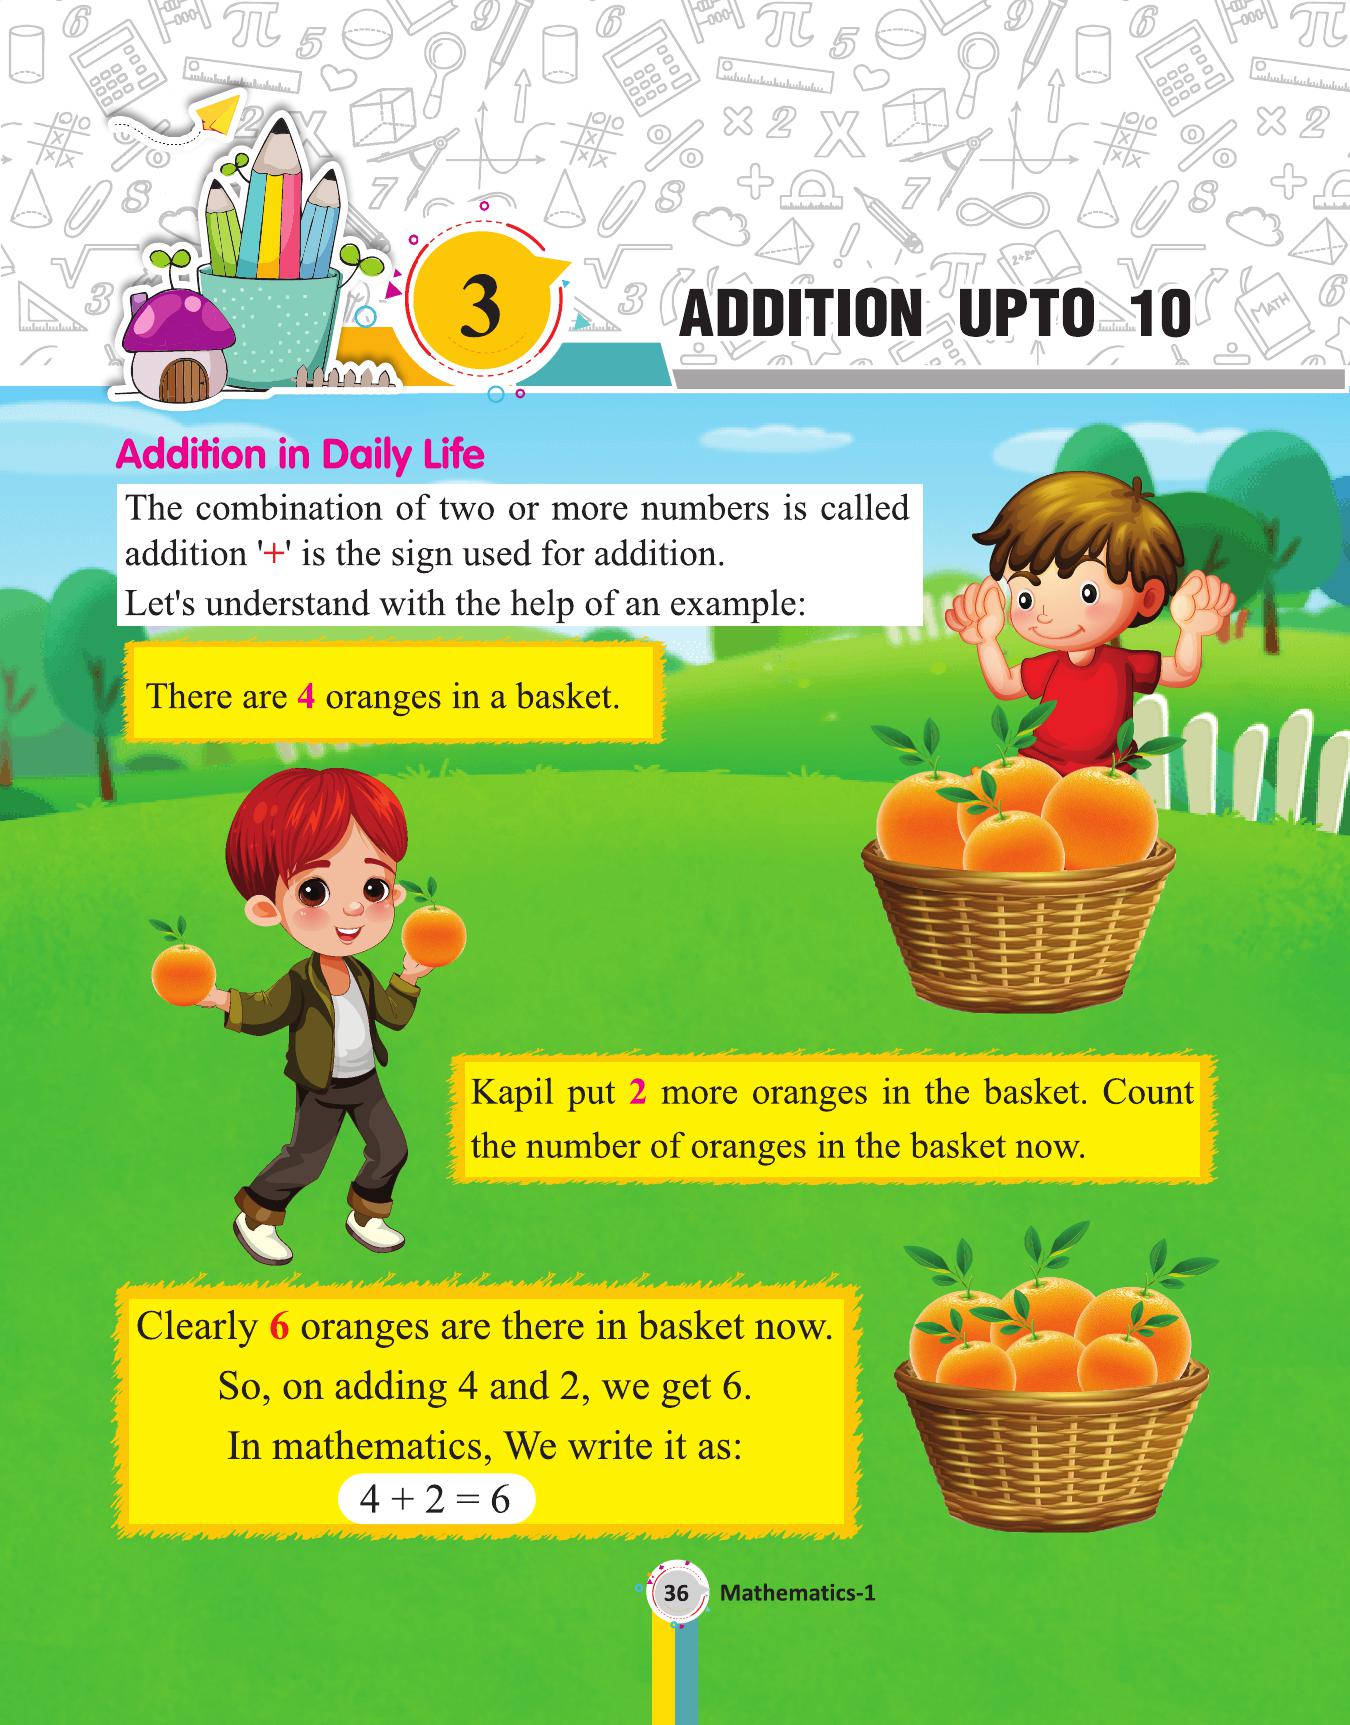 3
ADDITION UPTO 10
Addition in Daily Life
The combination of two or more numbers is called
addition '+' is the sign used for addition.
Let's understand with the help of an example:
There are 4 oranges in a basket.
Kapil put 2 more oranges in the basket. Count
the number of oranges in the basket now.
Clearly 6 oranges are there in basket now.
So, on adding 4 and 2, we get 6.
In mathematics, We write it as:
4 + 2 = 6
36 Mathematics-1